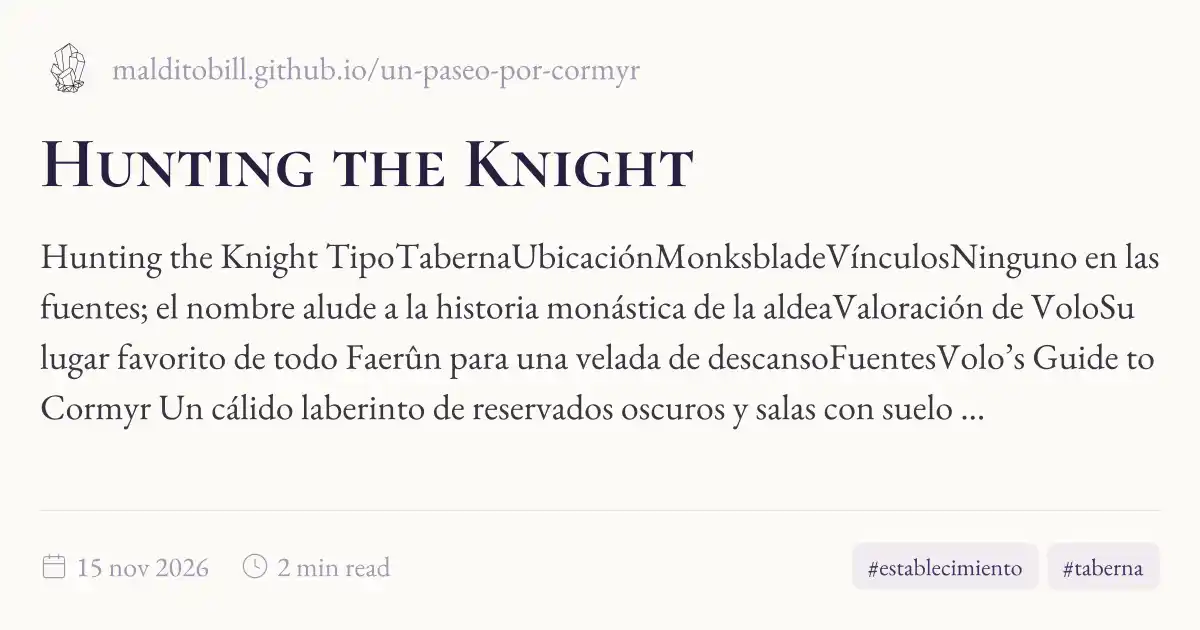 malditobill.github.io/un-paseo-por-cormyr
Hunting the Knight
Hunting the Knight TipoTabernaUbicaciónMonksbladeVínculosNinguno en las
fuentes; el nombre alude a la historia monástica de la aldeaValoración de VoloSu
lugar favorito de todo Faerûn para una velada de descansoFuentesVolo’s Guide to
Cormyr Un cálido laberinto de reservados oscuros y salas con suelo ...
15 nov 2026
2 min read
#establecimiento
#taberna